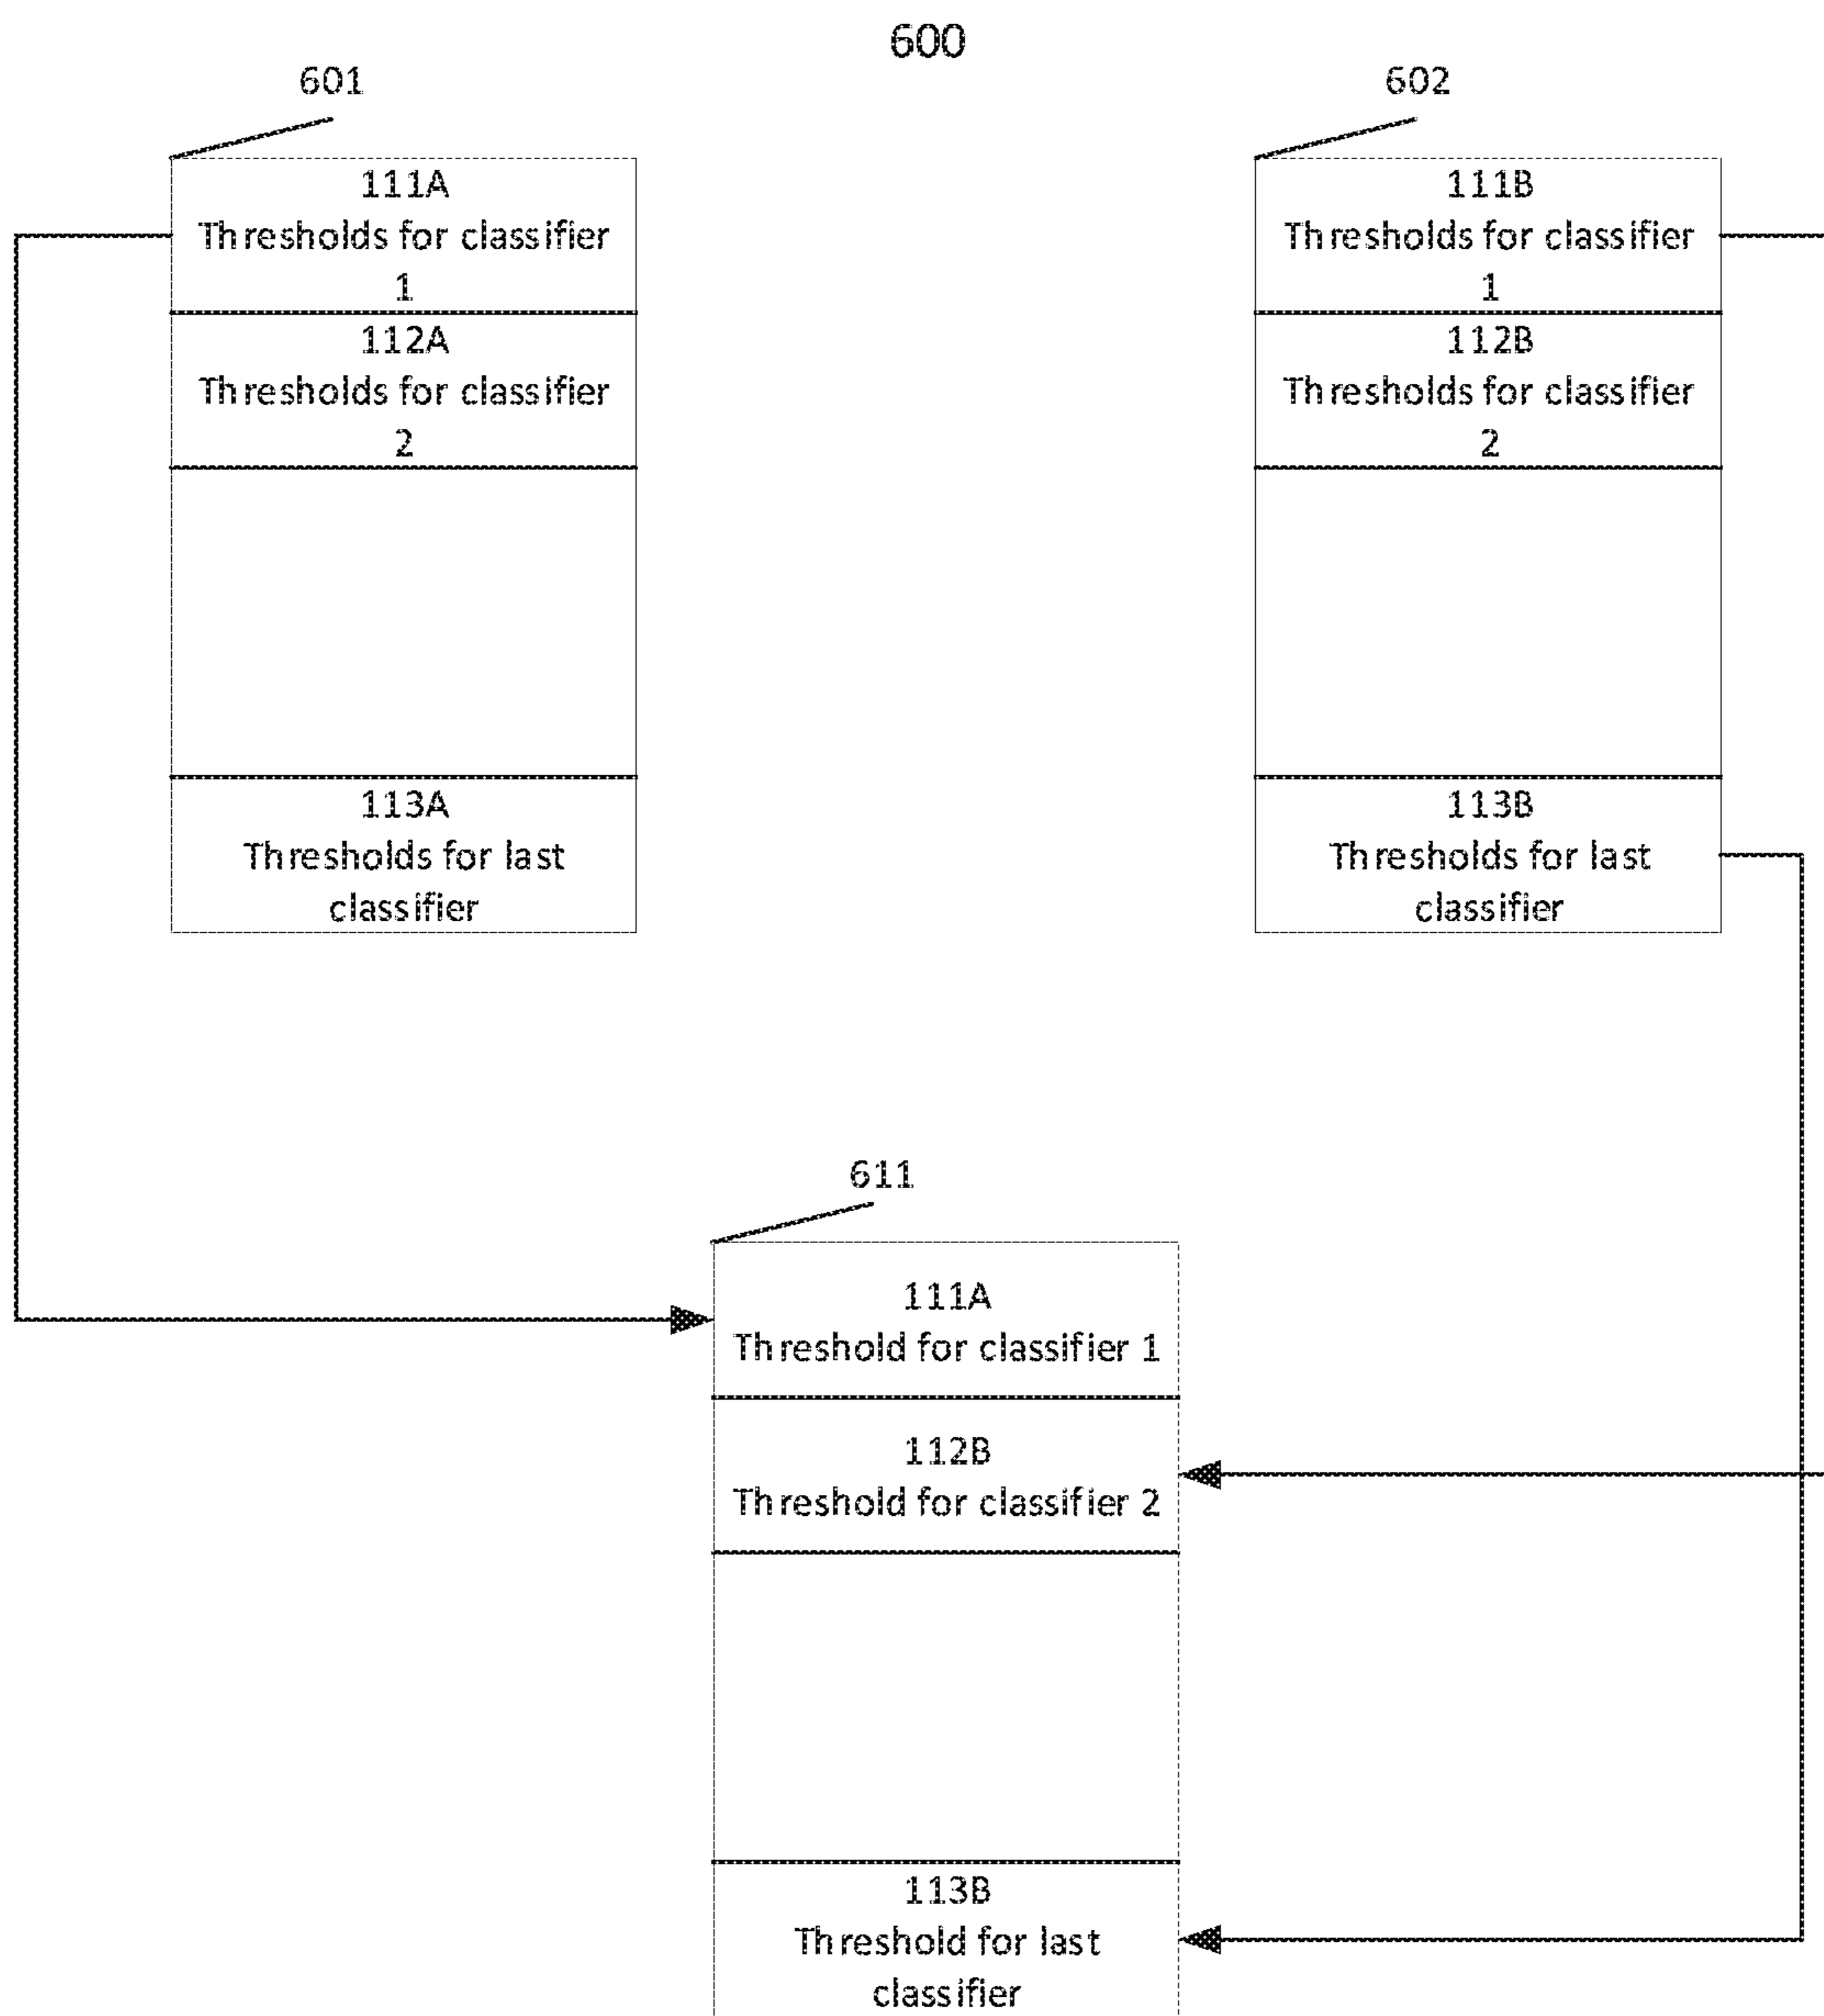 600
601
111A
Thresholds for classifier
1
112A
Thresholds for classifier
2
113A
Thresholds for last
classifier
602
111B
Thresholds for classifier
1
112B
Thresholds for classifier
2
113B
Thresholds for last
classifier
611
111A
Threshold for classifier 1
112B
Threshold for classifier 2
113B
Threshold for last
classifier